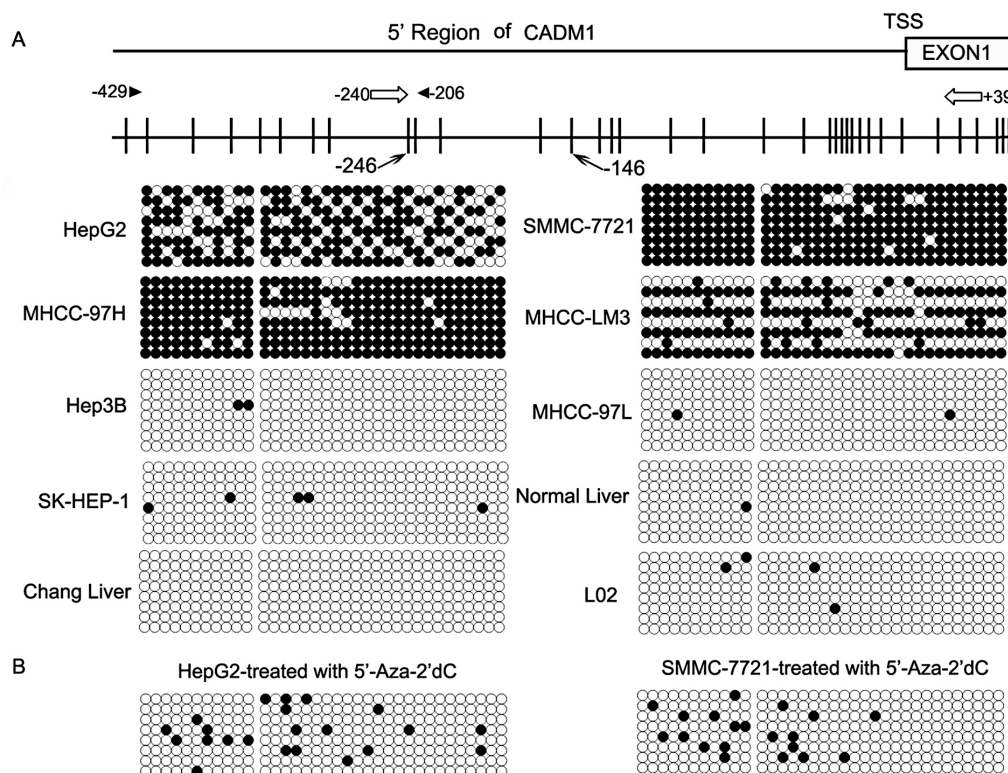 A
5' Region of CADM1
TSS
EXON1
-429
-240
-206
+39
-246
-146
HepG2
SMMC-7721
MHCC-97H
MHCC-LM3
Hep3B
MHCC-97L
SK-HEP-1
Normal Liver
Chang Liver
L02
B
HepG2-treated with 5'-Aza-2'dC
SMMC-7721-treated with 5'-Aza-2'dC